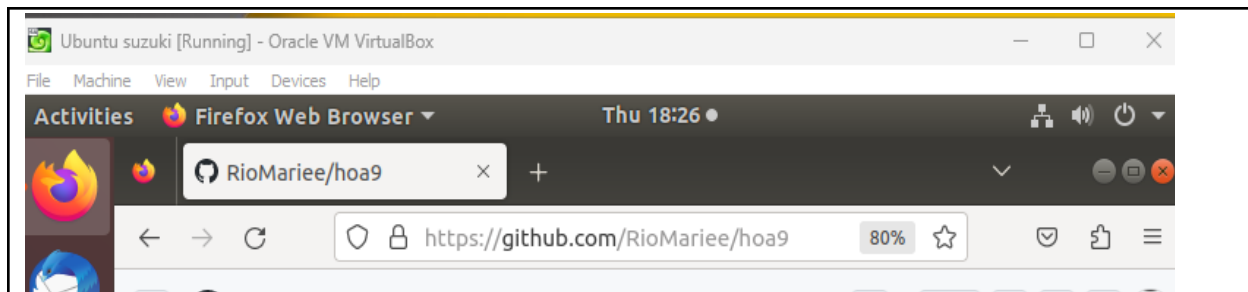 Ubuntu suzuki [Running] - Oracle VM VirtualBox
File Machine View Input Devices Help
Activities Firefox Web Browser Thu 18:26
RioMariee/hoa9
https://github.com/RioMariee/hoa9 80%